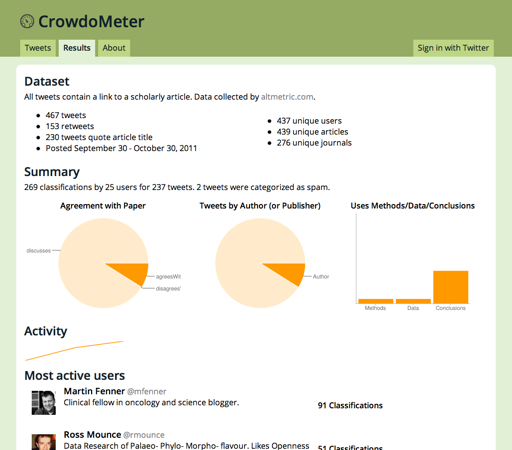 CrowdoMeter
Tweets
Results
About
Sign in with Twitter
Dataset
All tweets contain a link to a scholarly article. Data collected by altmetric.com.
467 tweets
153 retweets
230 tweets quote article title
Posted September 30 - October 30, 2011
437 unique users
439 unique articles
276 unique journals
Summary
269 classifications by 25 users for 237 tweets. 2 tweets were categorized as spam.
Agreement with Paper
Tweets by Author (or Publisher)
Uses Methods/Data/Conclusions
discusses
agreesWit
disagrees'
Author
Methods
Data
Conclusions
Activity
Most active users
Martin Fenner @mfenner
Clinical fellow in oncology and science blogger.
91 Classifications
Ross Mounce @rmounce
Data Research of Palaeo- Phylo- Morpho- flavour. Likes Openness
51 Classifications